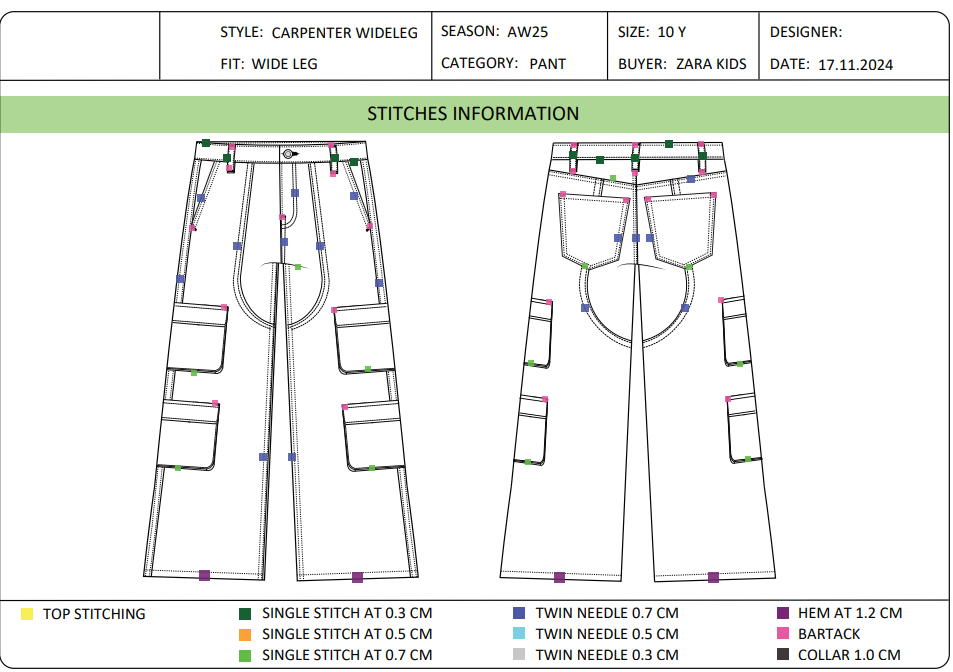 STYLE: CARPENTER WIDELEG
FIT: WIDE LEG
SEASON: AW25
CATEGORY: PANT
SIZE: 10 Y
BUYER: ZARA KIDS
DESIGNER:
DATE: 17.11.2024
STITCHES INFORMATION
TOP STITCHING
SINGLE STITCH AT 0.3 CM
SINGLE STITCH AT 0.5 CM
SINGLE STITCH AT 0.7 CM
TWIN NEEDLE 0.7 CM
TWIN NEEDLE 0.5 CM
TWIN NEEDLE 0.3 CM
HEM AT 1.2 CM
BARTACK
COLLAR 1.0 CM